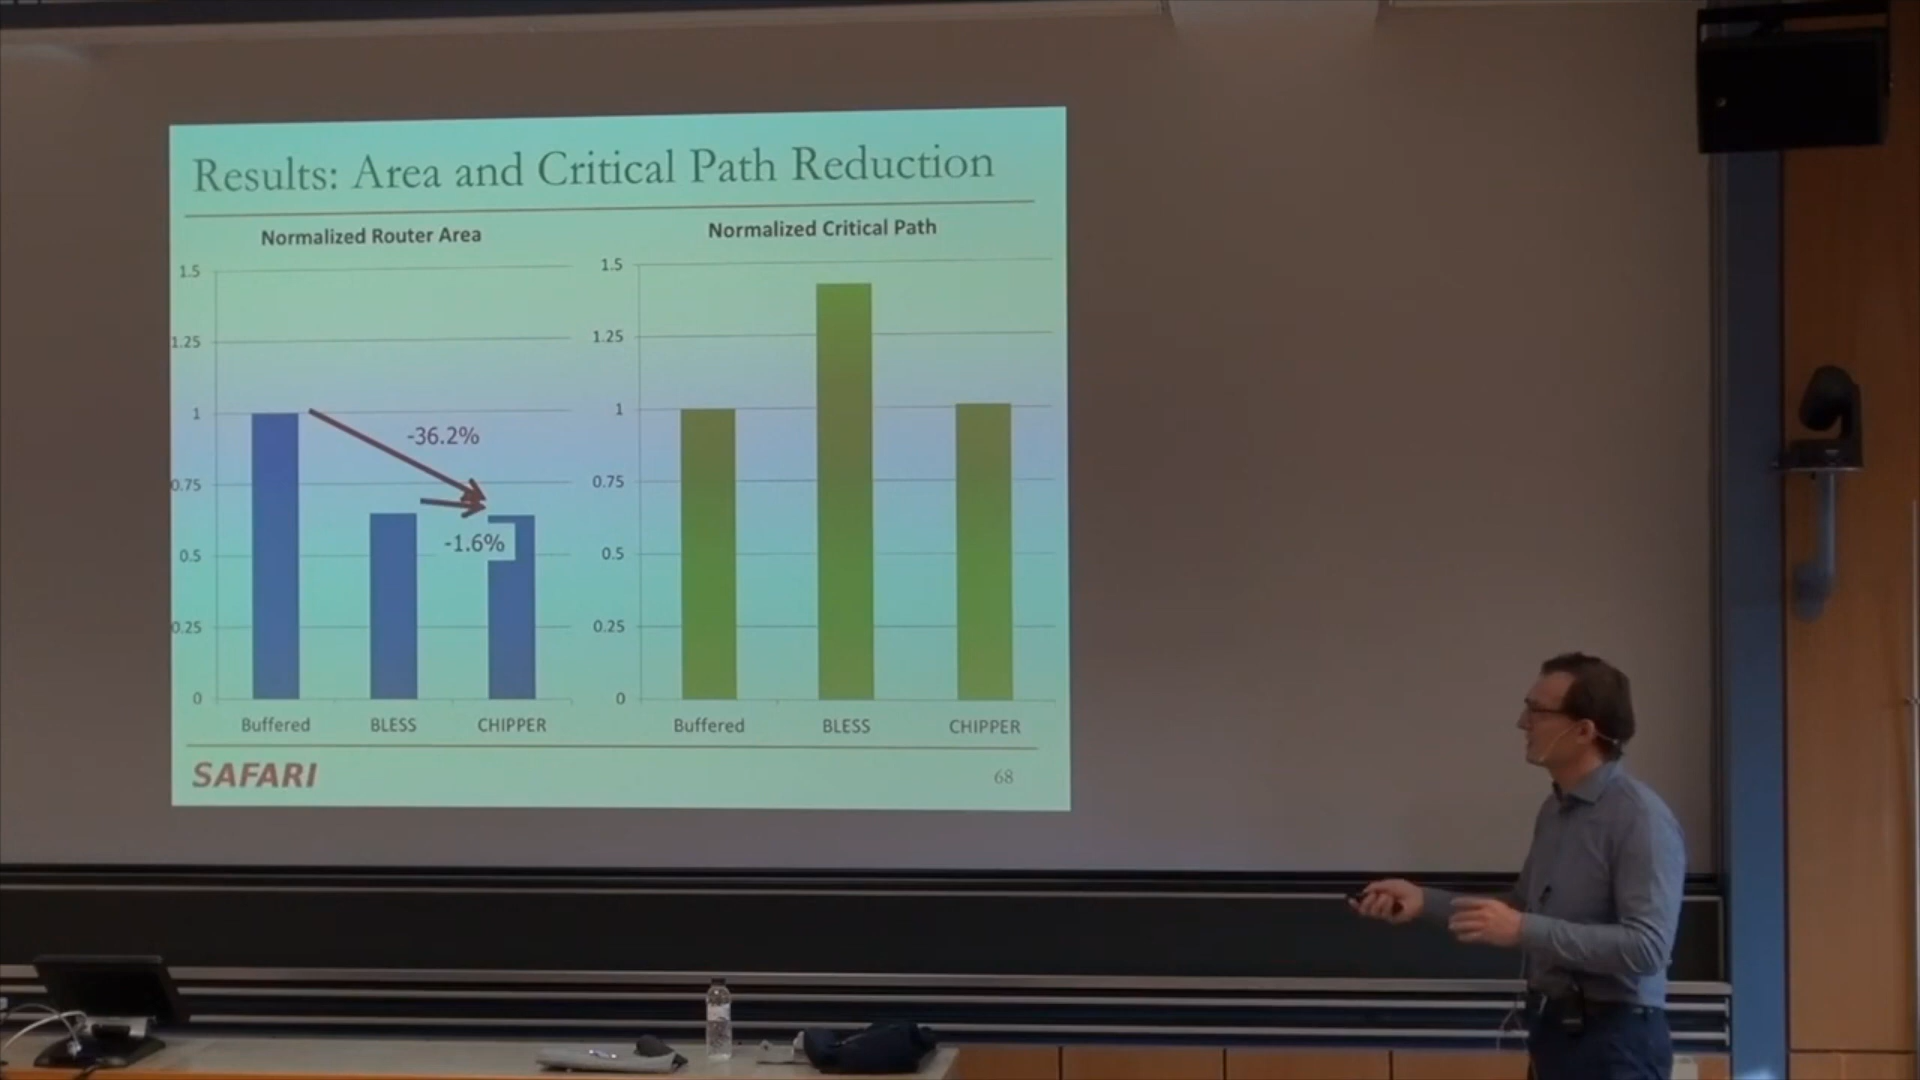 Results: Area and Critical Path Reduction
Normalized Router Area
1.5
1.25
1
0.75
0.5
0.25
0
-36.2%
-1.6%
Buffered BLESS CHIPPER
Normalized Critical Path
1.5
1.25
1
0.75
0.5
0.25
0
Buffered BLESS CHIPPER
SAFARI
68